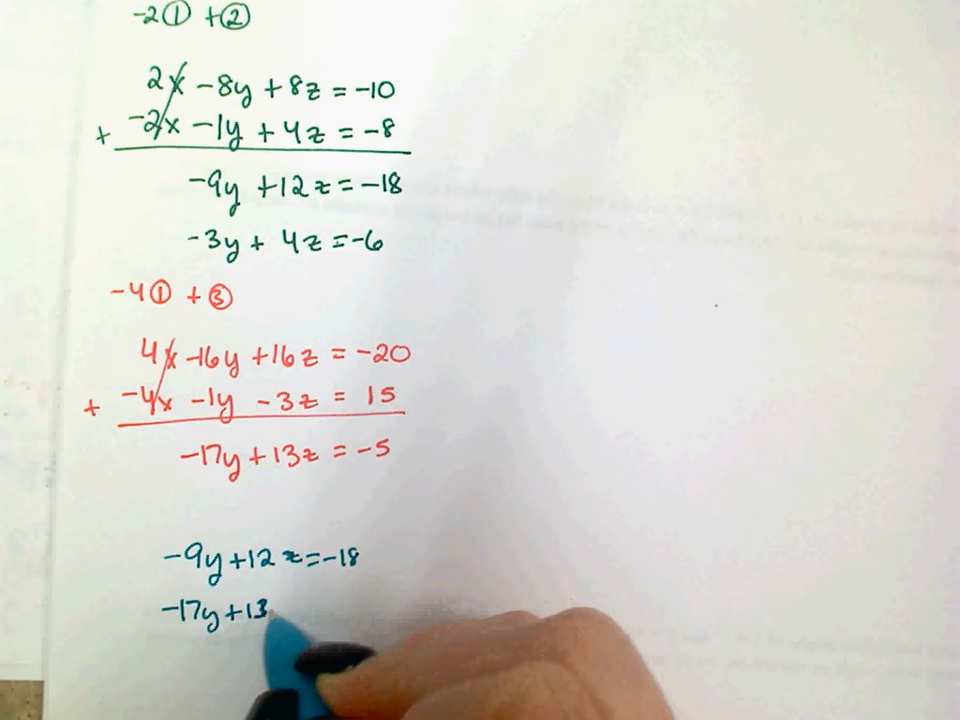 -2① +②
2x -8y + 8z = -10
+ -2x -1y + 4z = -8
-9y +12z = -18
-3y + 4z = -6
-4① +③
4x -16y +16z = -20
+ -4x -1y -3z = 15
-17y +13z = -5
-9y +12z = -18
-17y +13